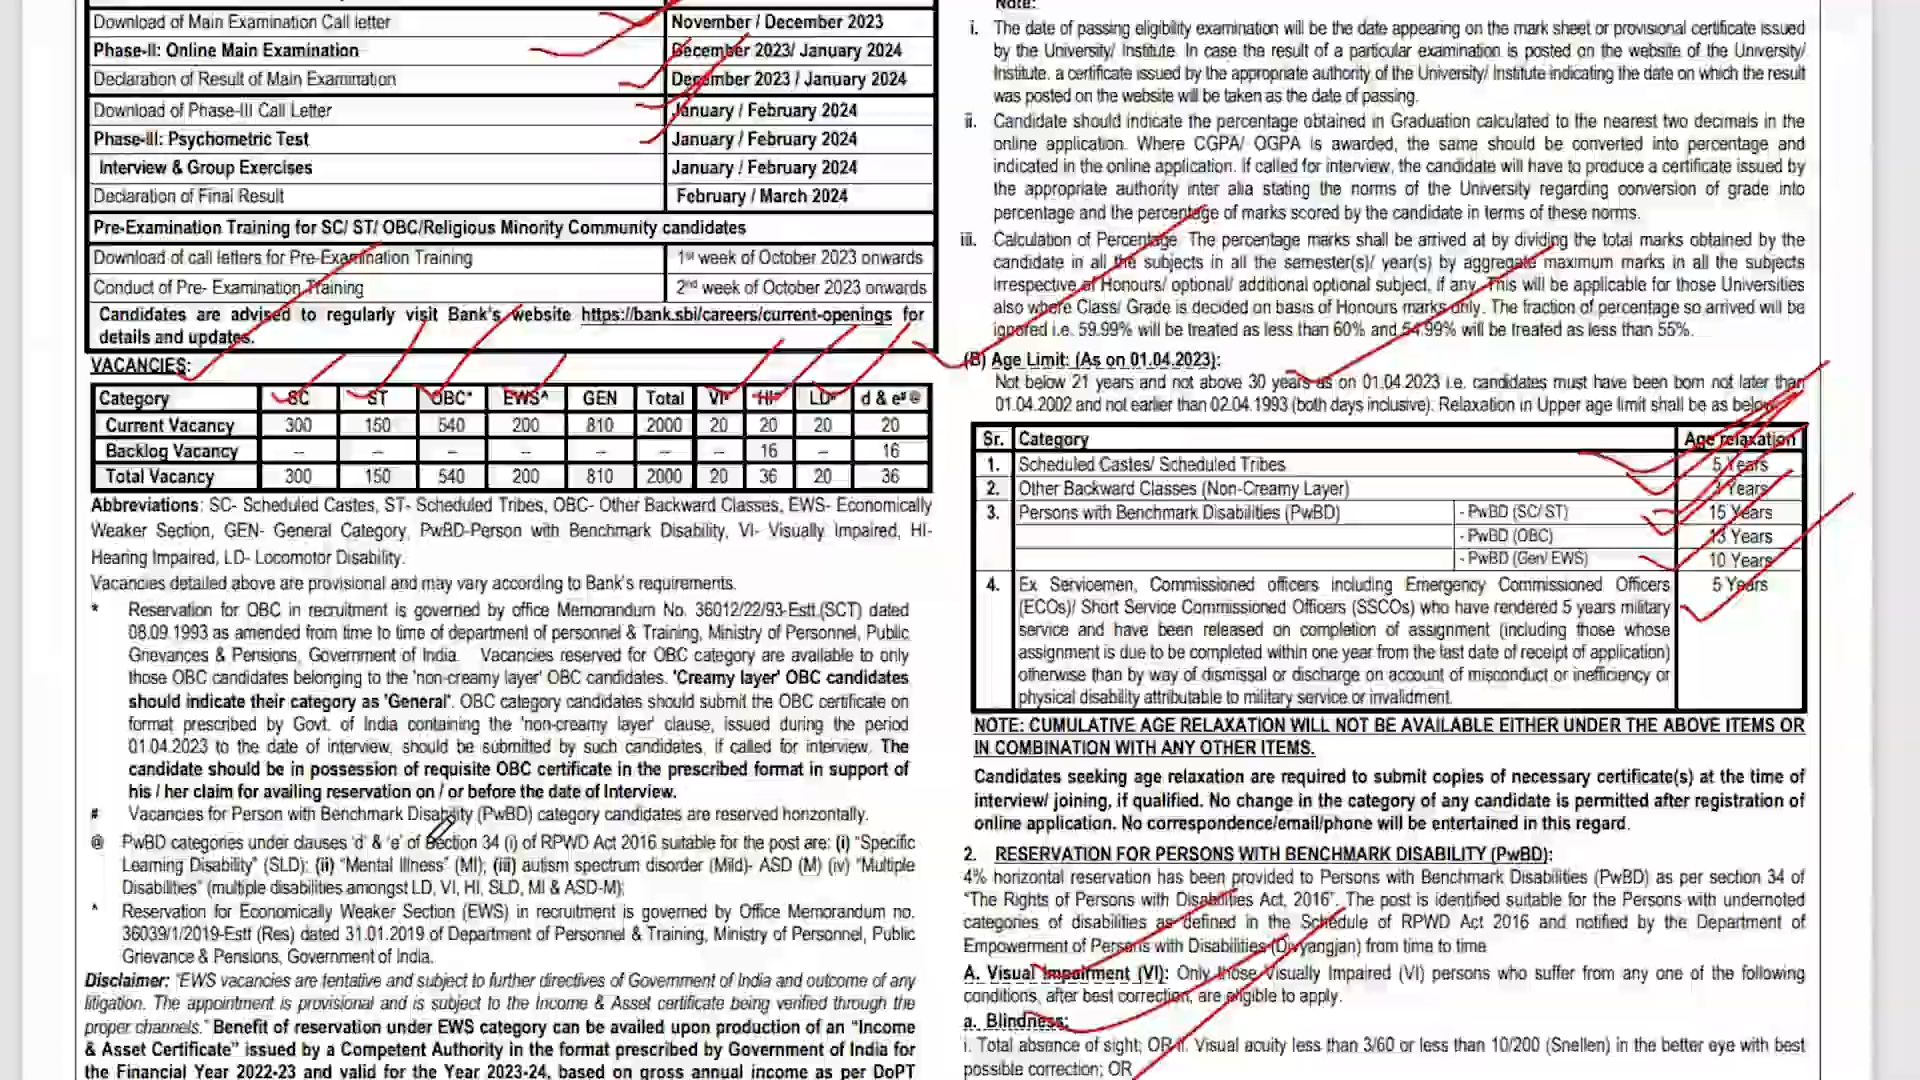 Download of Main Examination Call letter November / December 2023
Phase-II: Online Main Examination December 2023/ January 2024
Declaration of Result of Main Examination December 2023 / January 2024
Download of Phase-III Call Letter January / February 2024
Phase-III: Psychometric Test January / February 2024
Interview & Group Exercises January / February 2024
Declaration of Final Result February / March 2024
Pre-Examination Training for SC/ ST/ OBC/Religious Minority Community candidates
Download of call letters for Pre-Examination Training 1st week of October 2023 onwards
Conduct of Pre- Examination Training 2nd week of October 2023 onwards
Candidates are advised to regularly visit Bank's website https://bank.sbi/careers/current-openings for
details and updates.
VACANCIES:
Category SC ST OBC* EWS^ GEN Total VI# HI# LD# d & e#@
Current Vacancy 300 150 540 200 810 2000 20 20 20 20
Backlog Vacancy -- -- -- -- -- -- -- 16 -- 16
Total Vacancy 300 150 540 200 810 2000 20 36 20 36
Abbreviations: SC- Scheduled Castes, ST- Scheduled Tribes, OBC- Other Backward Classes, EWS- Economically
Weaker Section, GEN- General Category, PwBD-Person with Benchmark Disability, VI- Visually Impaired, HI-
Hearing Impaired, LD- Locomotor Disability.
Vacancies detailed above are provisional and may vary according to Bank's requirements.
* Reservation for OBC in recruitment is governed by office Memorandum No. 36012/22/93-Estt.(SCT) dated
08.09.1993 as amended from time to time of department of personnel & Training, Ministry of Personnel, Public
Grievances & Pensions, Government of India. Vacancies reserved for OBC category are available to only
those OBC candidates belonging to the 'non-creamy layer' OBC candidates. 'Creamy layer' OBC candidates
should indicate their category as 'General'. OBC category candidates should submit the OBC certificate on
format prescribed by Govt. of India containing the 'non-creamy layer' clause, issued during the period
01.04.2023 to the date of interview, should be submitted by such candidates, if called for interview. The
candidate should be in possession of requisite OBC certificate in the prescribed format in support of
his / her claim for availing reservation on / or before the date of Interview.
# Vacancies for Person with Benchmark Disability (PwBD) category candidates are reserved horizontally.
@ PwBD categories under clauses 'd' & 'e' of Section 34 (i) of RPWD Act 2016 suitable for the post are: (i) "Specific
Learning Disability" (SLD); (ii) "Mental Illness" (MI); (iii) autism spectrum disorder (Mild)- ASD (M) (iv) "Multiple
Disabilities" (multiple disabilities amongst LD, VI, HI, SLD, MI & ASD-M);
^ Reservation for Economically Weaker Section (EWS) in recruitment is governed by Office Memorandum no.
36039/1/2019-Estt (Res) dated 31.01.2019 of Department of Personnel & Training, Ministry of Personnel, Public
Grievance & Pensions, Government of India.
Disclaimer: "EWS vacancies are tentative and subject to further directives of Government of India and outcome of any
litigation. The appointment is provisional and is subject to the Income & Asset certificate being verified through the
proper channels." Benefit of reservation under EWS category can be availed upon production of an "Income
& Asset Certificate" issued by a Competent Authority in the format prescribed by Government of India for
the Financial Year 2022-23 and valid for the Year 2023-24, based on gross annual income as per DoPT
Note:
i. The date of passing eligibility examination will be the date appearing on the mark sheet or provisional certificate issued
by the University/ Institute. In case the result of a particular examination is posted on the website of the University/
Institute, a certificate issued by the appropriate authority of the University/ Institute indicating the date on which the result
was posted on the website will be taken as the date of passing.
ii. Candidate should indicate the percentage obtained in Graduation calculated to the nearest two decimals in the
online application. Where CGPA/ OGPA is awarded, the same should be converted into percentage and
indicated in the online application. If called for interview, the candidate will have to produce a certificate issued by
the appropriate authority inter alia stating the norms of the University regarding conversion of grade into
percentage and the percentage of marks scored by the candidate in terms of these norms.
iii. Calculation of Percentage: The percentage marks shall be arrived at by dividing the total marks obtained by the
candidate in all the subjects in all the semester(s)/ year(s) by aggregate maximum marks in all the subjects
irrespective of Honours/ optional/ additional optional subject, if any. This will be applicable for those Universities
also where Class/ Grade is decided on basis of Honours marks only. The fraction of percentage so arrived will be
ignored i.e. 59.99% will be treated as less than 60% and 54.99% will be treated as less than 55%.
(B) Age Limit: (As on 01.04.2023):
Not below 21 years and not above 30 years as on 01.04.2023 i.e. candidates must have been born not later than
01.04.2002 and not earlier than 02.04.1993 (both days inclusive). Relaxation in Upper age limit shall be as below:
Sr. Category Age relaxation
1. Scheduled Castes/ Scheduled Tribes 5 Years
2. Other Backward Classes (Non-Creamy Layer) 3 Years
3. Persons with Benchmark Disabilities (PwBD) - PwBD (SC/ ST) 15 Years
- PwBD (OBC) 13 Years
- PwBD (Gen/ EWS) 10 Years
4. Ex Servicemen, Commissioned officers including Emergency Commissioned Officers 5 Years
(ECOs)/ Short Service Commissioned Officers (SSCOs) who have rendered 5 years military
service and have been released on completion of assignment (including those whose
assignment is due to be completed within one year from the last date of receipt of application)
otherwise than by way of dismissal or discharge on account of misconduct or inefficiency or
physical disability attributable to military service or invalidment.
NOTE: CUMULATIVE AGE RELAXATION WILL NOT BE AVAILABLE EITHER UNDER THE ABOVE ITEMS OR
IN COMBINATION WITH ANY OTHER ITEMS.
Candidates seeking age relaxation are required to submit copies of necessary certificate(s) at the time of
interview/ joining, if qualified. No change in the category of any candidate is permitted after registration of
online application. No correspondence/email/phone will be entertained in this regard.
2. RESERVATION FOR PERSONS WITH BENCHMARK DISABILITY (PwBD):
4% horizontal reservation has been provided to Persons with Benchmark Disabilities (PwBD) as per section 34 of
"The Rights of Persons with Disabilities Act, 2016". The post is identified suitable for the Persons with undernoted
categories of disabilities as defined in the Schedule of RPWD Act 2016 and notified by the Department of
Empowerment of Persons with Disabilities (Divyangjan) from time to time
A. Visual Impairment (VI): Only those Visually Impaired (VI) persons who suffer from any one of the following
conditions, after best correction, are eligible to apply.
a. Blindness:
i. Total absence of sight; OR ii. Visual acuity less than 3/60 or less than 10/200 (Snellen) in the better eye with best
possible correction; OR